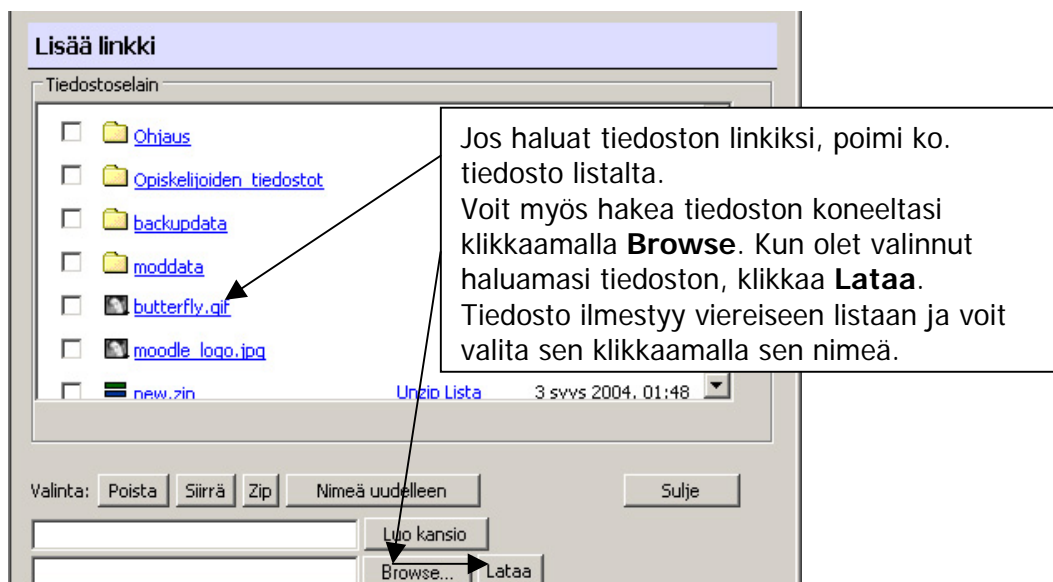 Lisää linkki
Tiedostoselain
Ohjaus
Opiskelijoiden_tiedostot
backupdata
moddata
butterfly.gif
moodle_logo.jpg
new.zip Unzip Lista 3 syys 2004, 01:48
Jos haluat tiedoston linkiksi, poimi ko.
tiedosto listalta.
Voit myös hakea tiedoston koneeltasi
klikkaamalla Browse. Kun olet valinnut
haluamasi tiedoston, klikkaa Lataa.
Tiedosto ilmestyy viereiseen listaan ja voit
valita sen klikkaamalla sen nimeä.
Valinta: Poista Siirrä Zip Nimeä uudelleen Sulje
Luo kansio
Browse... Lataa